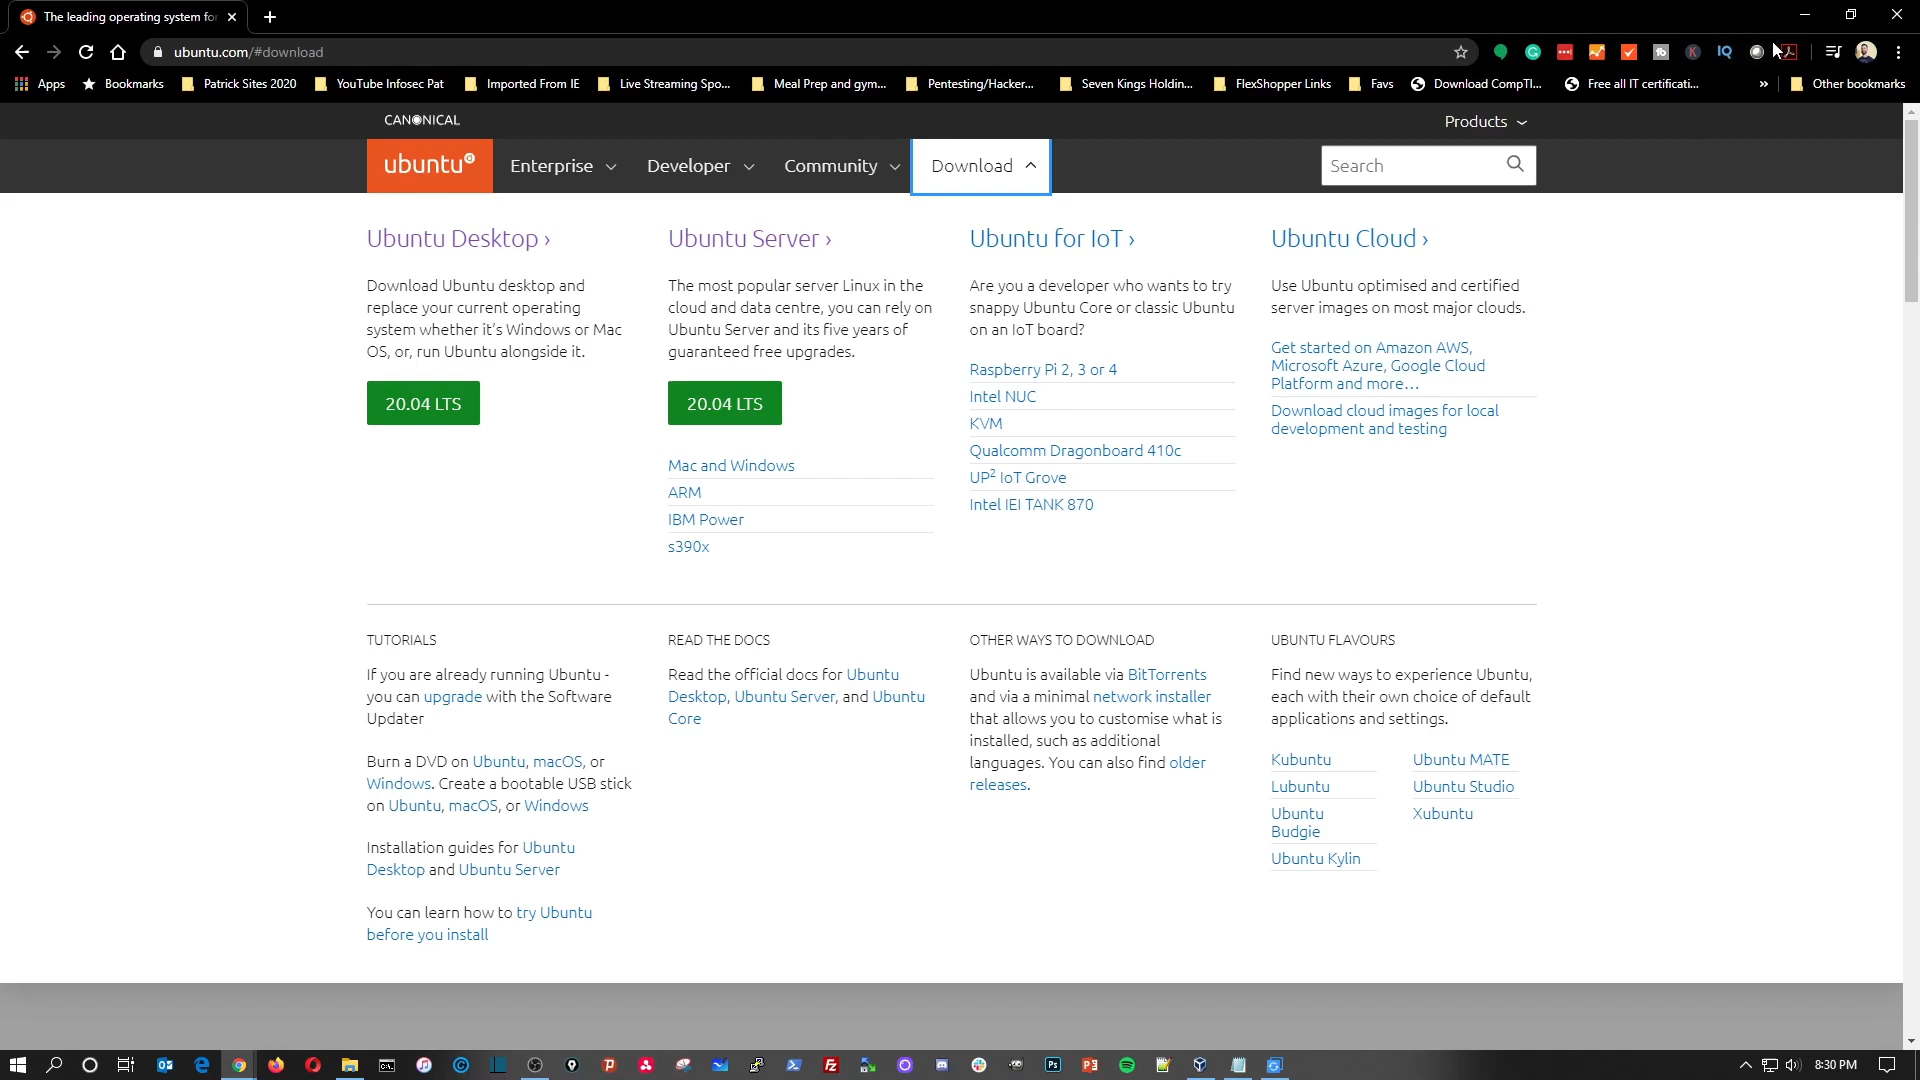 The leading operating system for
ubuntu.com/#download
Apps
Bookmarks
Patrick Sites 2020
YouTube Infosec Pat
Imported From IE
Live Streaming Spo...
Meal Prep and gym...
Pentesting/Hacker...
Seven Kings Holdin...
FlexShopper Links
Favs
Download CompTI...
Free all IT certificati...
»
Other bookmarks
CANONICAL
Products
ubuntu
Enterprise
Developer
Community
Download
Search
Ubuntu Desktop ›
Download Ubuntu desktop and
replace your current operating
system whether it’s Windows or Mac
OS, or, run Ubuntu alongside it.
20.04 LTS
Ubuntu Server ›
The most popular server Linux in the
cloud and data centre, you can rely on
Ubuntu Server and its five years of
guaranteed free upgrades.
20.04 LTS
Mac and Windows
ARM
IBM Power
s390x
Ubuntu for IoT ›
Are you a developer who wants to try
snappy Ubuntu Core or classic Ubuntu
on an IoT board?
Raspberry Pi 2, 3 or 4
Intel NUC
KVM
Qualcomm Dragonboard 410c
UP² IoT Grove
Intel IEI TANK 870
Ubuntu Cloud ›
Use Ubuntu optimised and certified
server images on most major clouds.
Get started on Amazon AWS,
Microsoft Azure, Google Cloud
Platform and more…
Download cloud images for local
development and testing
TUTORIALS
If you are already running Ubuntu -
you can upgrade with the Software
Updater
Burn a DVD on Ubuntu, macOS, or
Windows. Create a bootable USB stick
on Ubuntu, macOS, or Windows
Installation guides for Ubuntu
Desktop and Ubuntu Server
You can learn how to try Ubuntu
before you install
READ THE DOCS
Read the official docs for Ubuntu
Desktop, Ubuntu Server, and Ubuntu
Core
OTHER WAYS TO DOWNLOAD
Ubuntu is available via BitTorrents
and via a minimal network installer
that allows you to customise what is
installed, such as additional
languages. You can also find older
releases.
UBUNTU FLAVOURS
Find new ways to experience Ubuntu,
each with their own choice of default
applications and settings.
Kubuntu
Lubuntu
Ubuntu
Budgie
Ubuntu Kylin
Ubuntu MATE
Ubuntu Studio
Xubuntu
8:30 PM